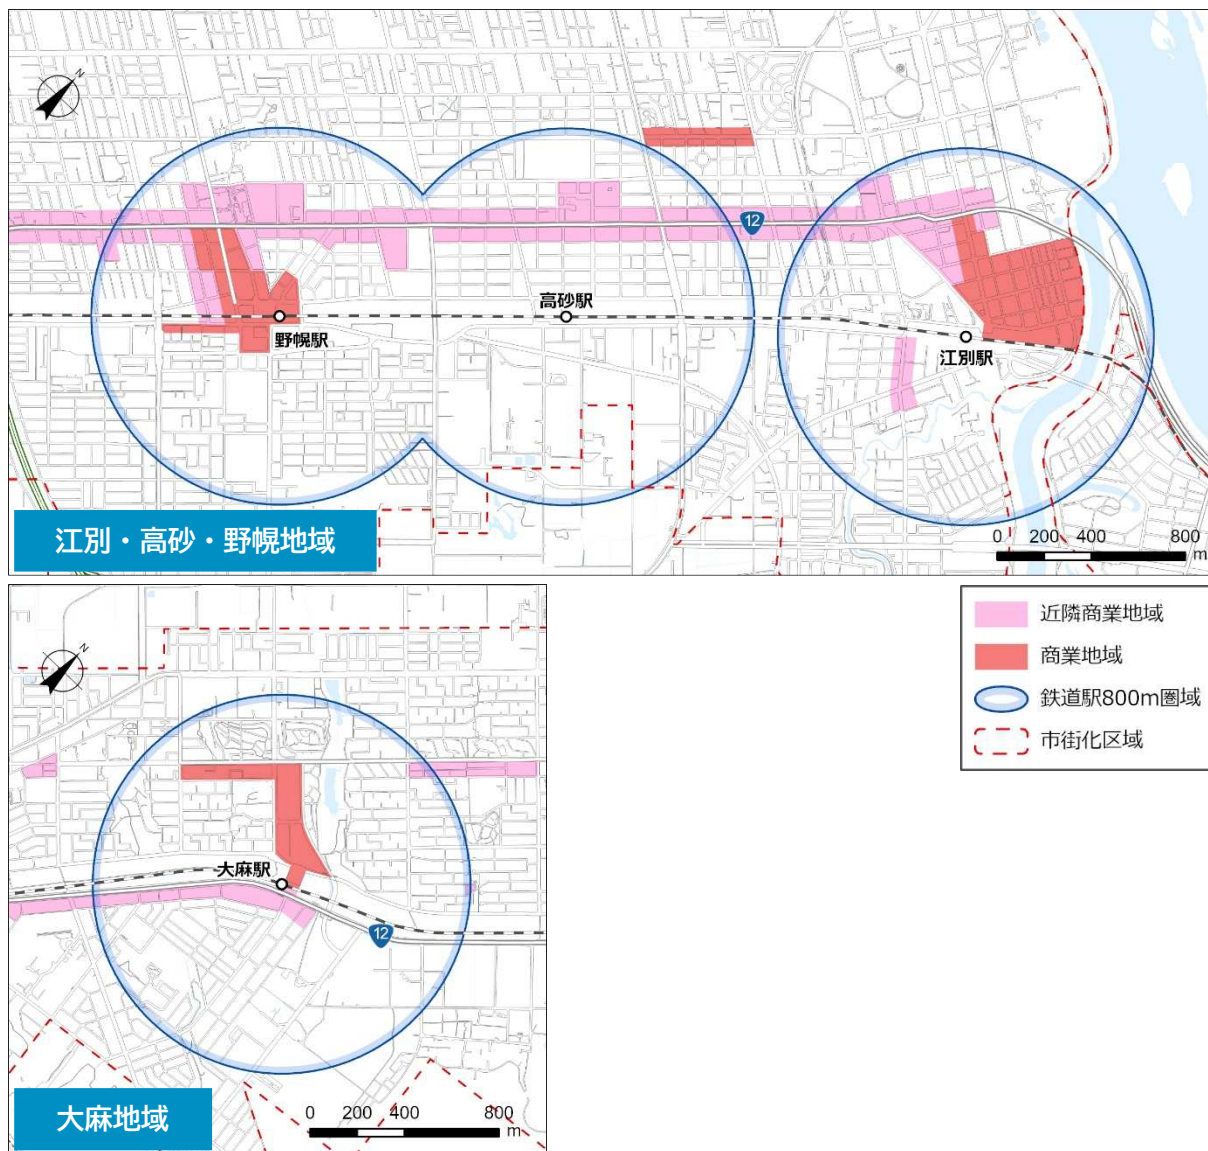 N
12
高砂駅
野幌駅
江別駅
江別・高砂・野幌地域
0 200 400 800
m
近隣商業地域
商業地域
鉄道駅800m圏域
市街化区域
N
大麻駅
12
大麻地域
0 200 400 800
m